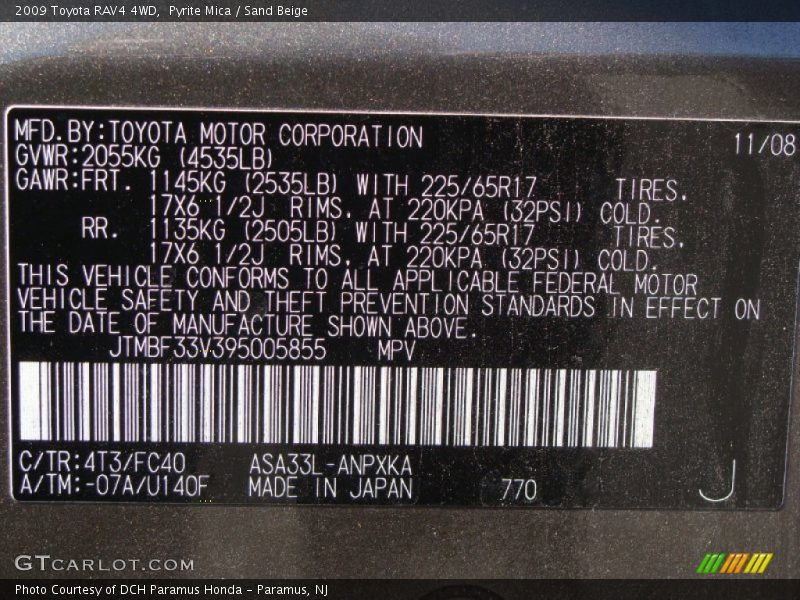 2009 Toyota RAV4 4WD,  Pyrite Mica / Sand Beige
MFD.BY:TOYOTA MOTOR CORPORATION 11/08
GVWR:2055KG (4535LB)
GAWR:FRT. 1145KG (2535LB) WITH 225/65R17 TIRES.
17X6 1/2J RIMS. AT 220KPA (32PSI) COLD.
RR. 1135KG (2505LB) WITH 225/65R17 TIRES.
17X6 1/2J RIMS. AT 220KPA (32PSI) COLD.
THIS VEHICLE CONFORMS TO ALL APPLICABLE FEDERAL MOTOR
VEHICLE SAFETY AND THEFT PREVENTION STANDARDS IN EFFECT ON
THE DATE OF MANUFACTURE SHOWN ABOVE.
JTMBF33V395005855 MPV
C/TR:4T3/FC40 ASA33L-ANPXKA
A/TM:-07A/U140F MADE IN JAPAN 770 J
GTCARLOT.COM
Photo Courtesy of DCH Paramus Honda - Paramus, NJ